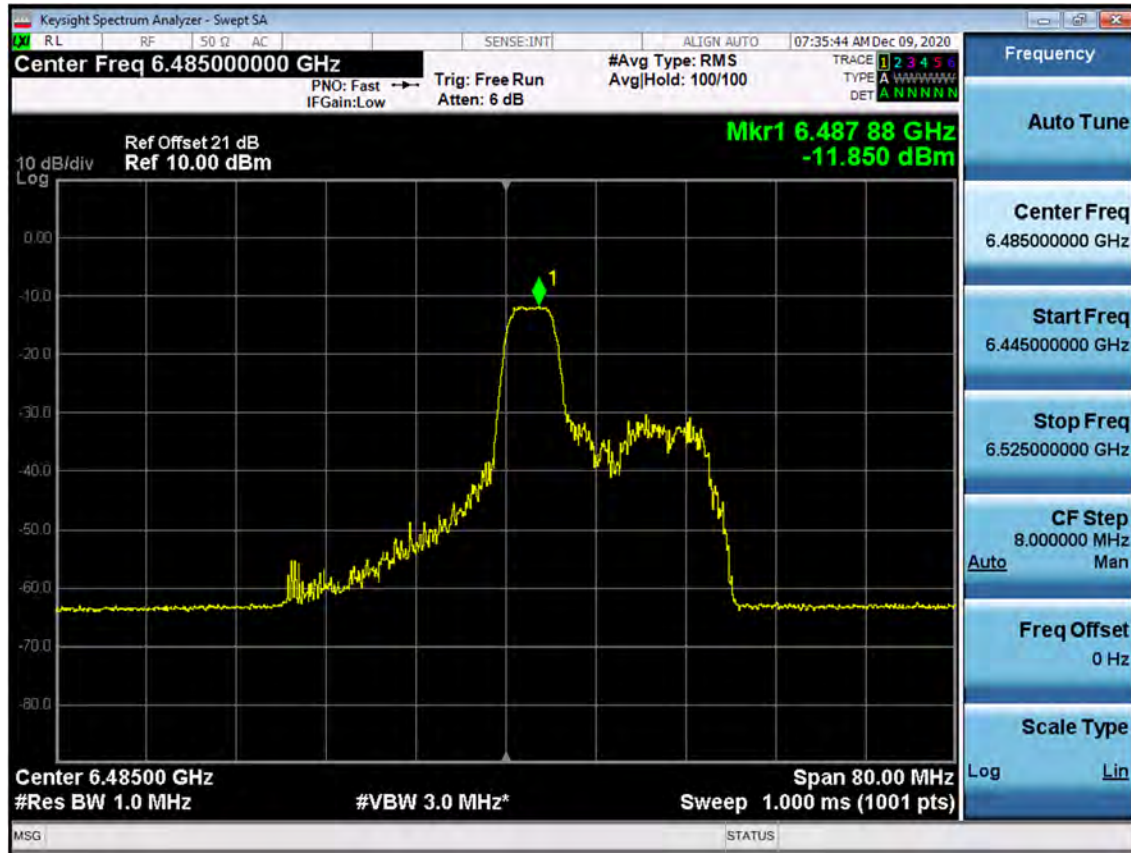 Keysight Spectrum Analyzer - Swept SA
LXI RL RF 50 Ω AC SENSE:INT ALIGN AUTO 07:35:44 AM Dec 09, 2020
Center Freq 6.485000000 GHz
PNO: Fast
IFGain:Low
Trig: Free Run
Atten: 6 dB
#Avg Type: RMS
Avg|Hold: 100/100
TRACE 1 2 3 4 5 6
TYPE A WWWWW
DET A N N N N N
Mkr1 6.487 88 GHz
-11.850 dBm
Ref Offset 21 dB
10 dB/div Ref 10.00 dBm
Log
1
0.00
-10.0
-20.0
-30.0
-40.0
-50.0
-60.0
-70.0
-80.0
Center 6.48500 GHz Span 80.00 MHz
#Res BW 1.0 MHz #VBW 3.0 MHz* Sweep 1.000 ms (1001 pts)
MSG STATUS
Frequency
Auto Tune
Center Freq
6.485000000 GHz
Start Freq
6.445000000 GHz
Stop Freq
6.525000000 GHz
CF Step
8.000000 MHz
Auto Man
Freq Offset
0 Hz
Scale Type
Log Lin